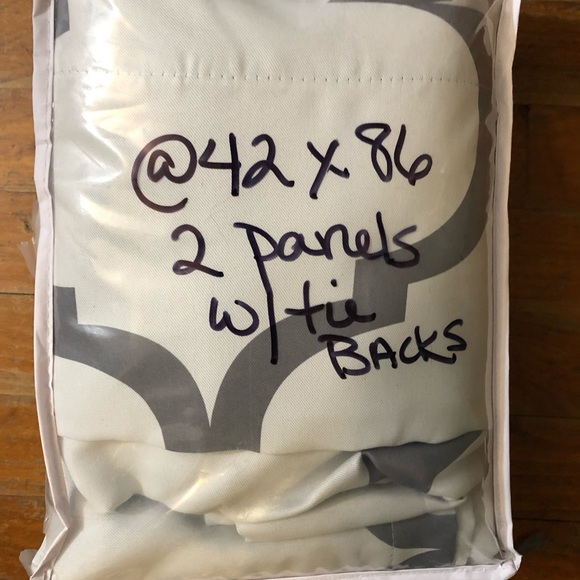 @42 x 86
2 panels
w/ tie
BACKS